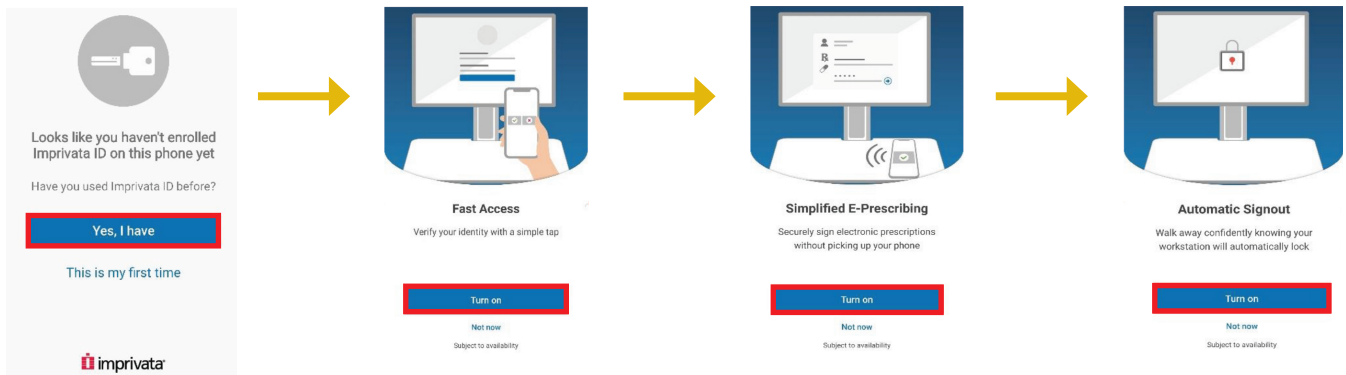 Looks like you haven't enrolled
Imprivata ID on this phone yet
Have you used Imprivata ID before?
Yes, I have
This is my first time
imprivata
Fast Access
Verify your identity with a simple tap
Turn on
Not now
Subject to availability
Rx
Simplified E-Prescribing
Securely sign electronic prescriptions
without picking up your phone
Turn on
Not now
Subject to availability
Automatic Signout
Walk away confidently knowing your
workstation will automatically lock
Turn on
Not now
Subject to availability